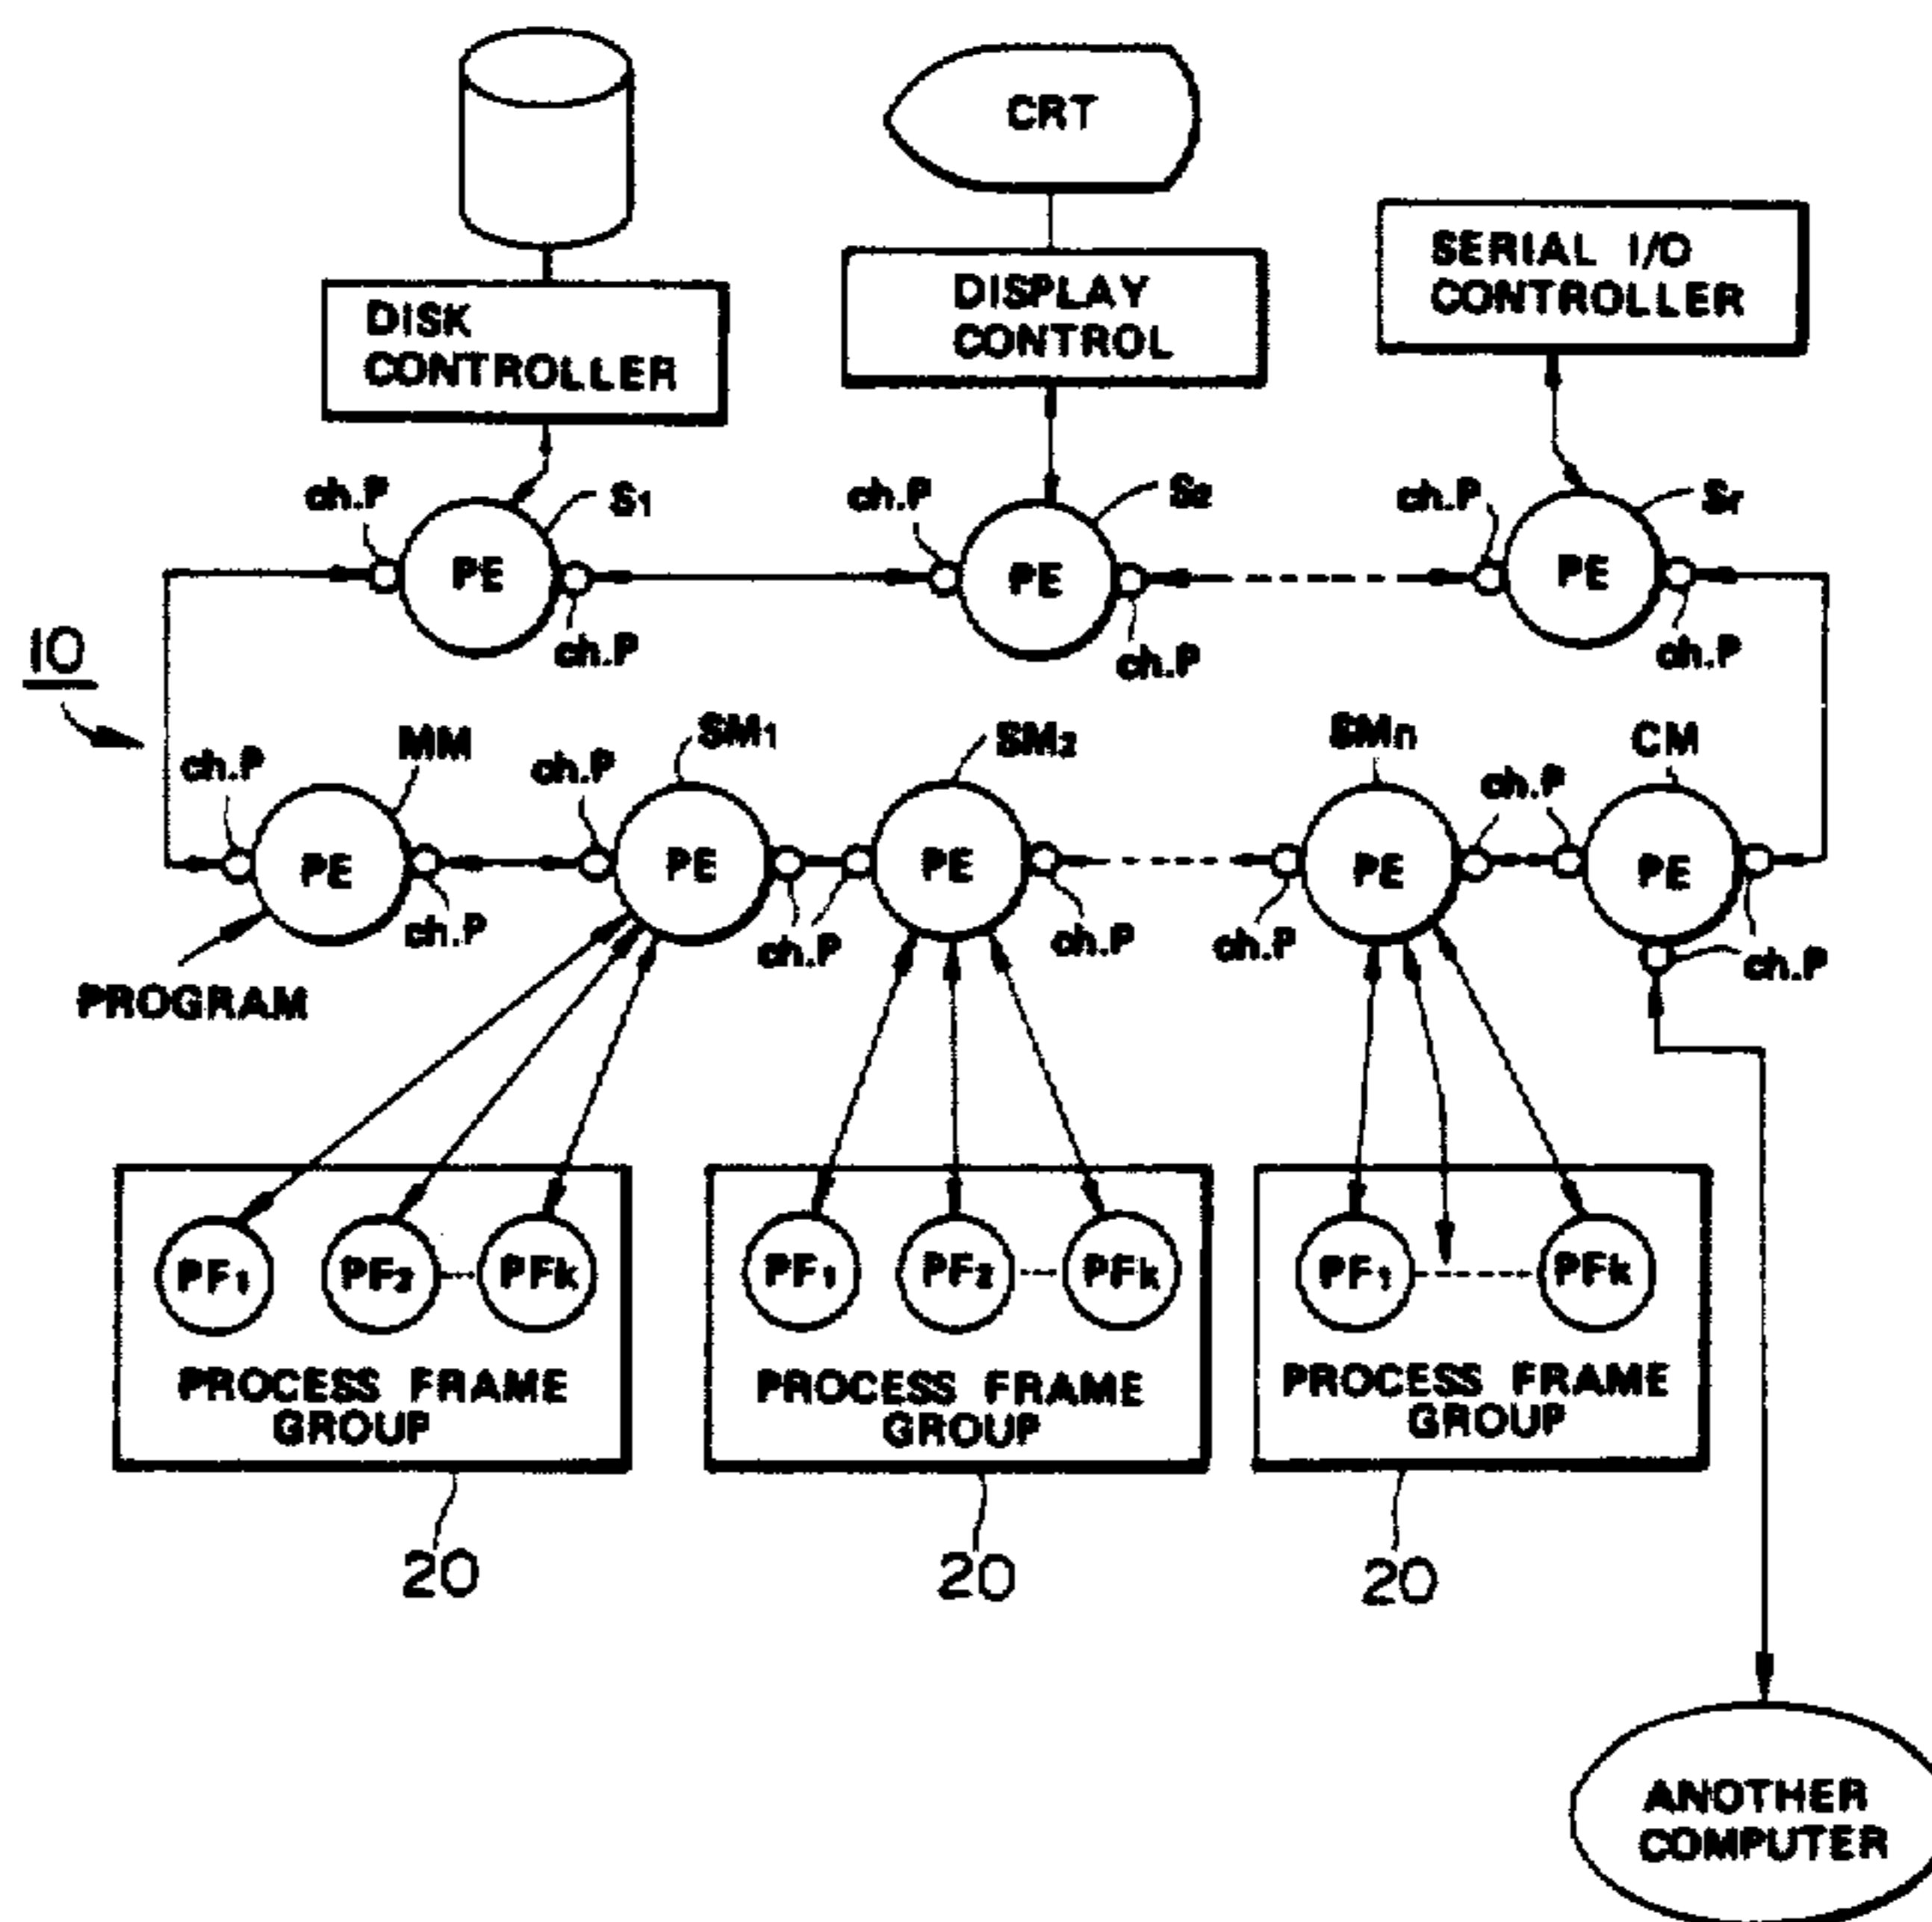 CRT
SERIAL I/O
CONTROLLER
DISPLAY
CONTROL
DISK
CONTROLLER
ch.P
S1
ch.P
S2
ch.P
Sr
PE
PE
PE
ch.P
ch.P
ch.P
10
ch.P
MM
ch.P
SM1
SM2
SMn
ch.P
CM
PE
PE
PE
PE
PE
ch.P
ch.P
ch.P
ch.P
ch.P
PROGRAM
PF1
PF2
PFk
PF1
PF2
PFk
PF1
PFk
PROCESS FRAME
GROUP
PROCESS FRAME
GROUP
PROCESS FRAME
GROUP
20
20
20
ANOTHER
COMPUTER